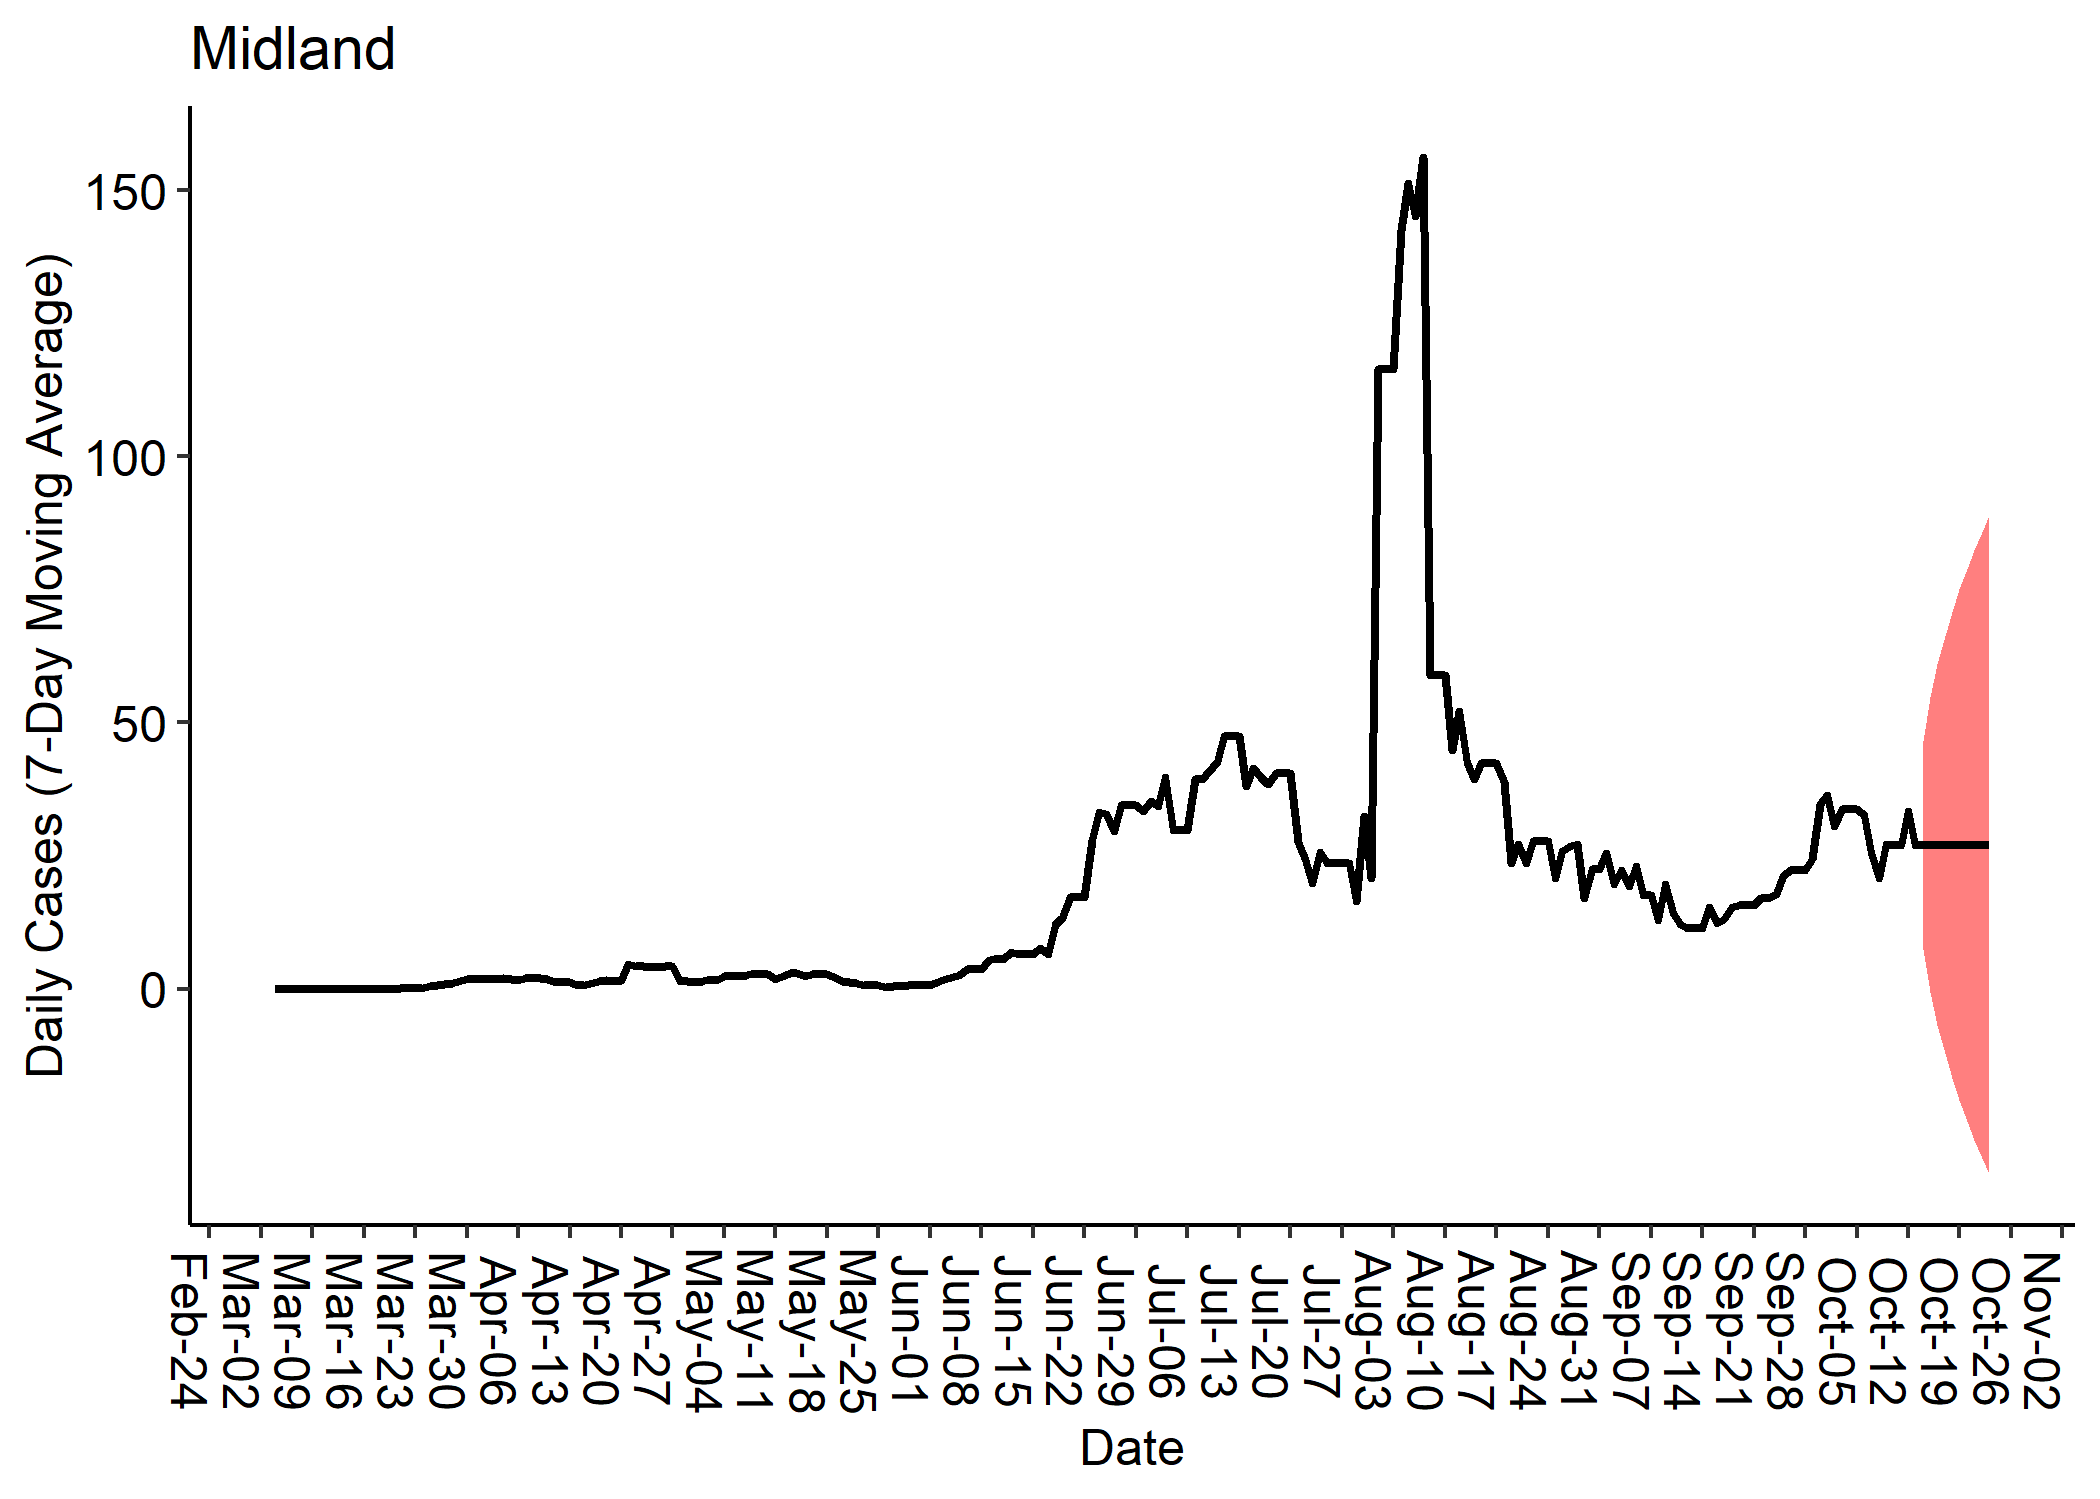 Midland
Daily Cases (7-Day Moving Average)
150
100
50
0
Feb-24
Mar-02
Mar-09
Mar-16
Mar-23
Mar-30
Apr-06
Apr-13
Apr-20
Apr-27
May-04
May-11
May-18
May-25
Jun-01
Jun-08
Jun-15
Jun-22
Jun-29
Jul-06
Jul-13
Jul-20
Jul-27
Aug-03
Aug-10
Aug-17
Aug-24
Aug-31
Sep-07
Sep-14
Sep-21
Sep-28
Oct-05
Oct-12
Oct-19
Oct-26
Nov-02
Date